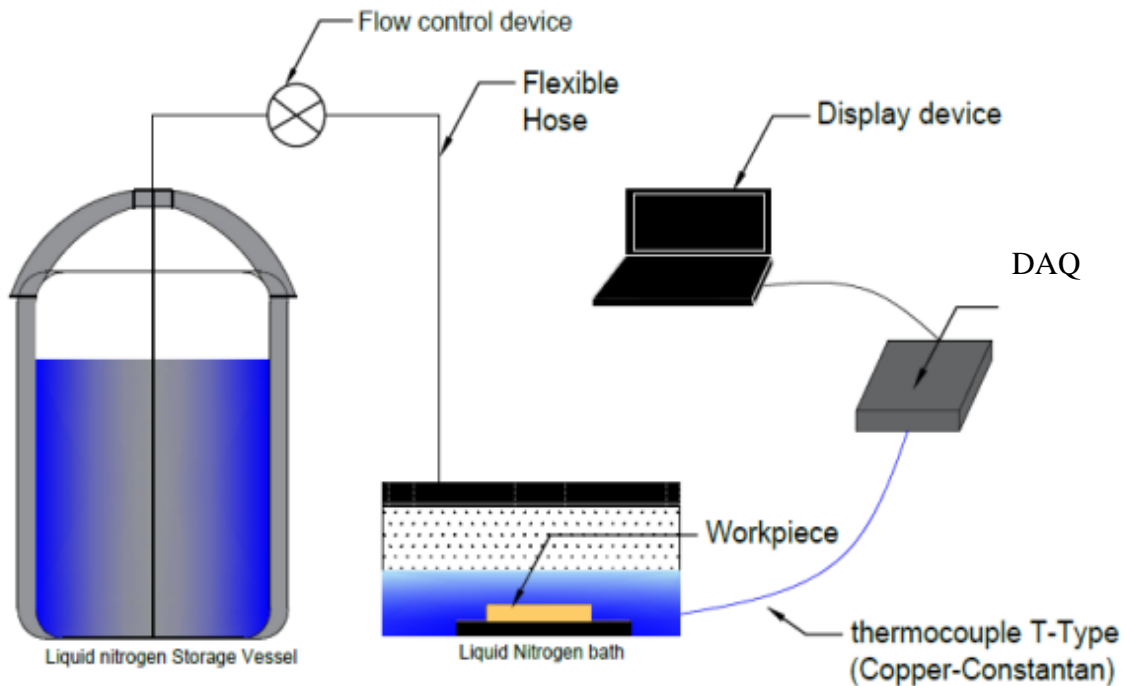 Flow control device
Flexible
Hose
Display device
DAQ
Workpiece
thermocouple T-Type
(Copper-Constantan)
Liquid nitrogen Storage Vessel
Liquid Nitrogen bath